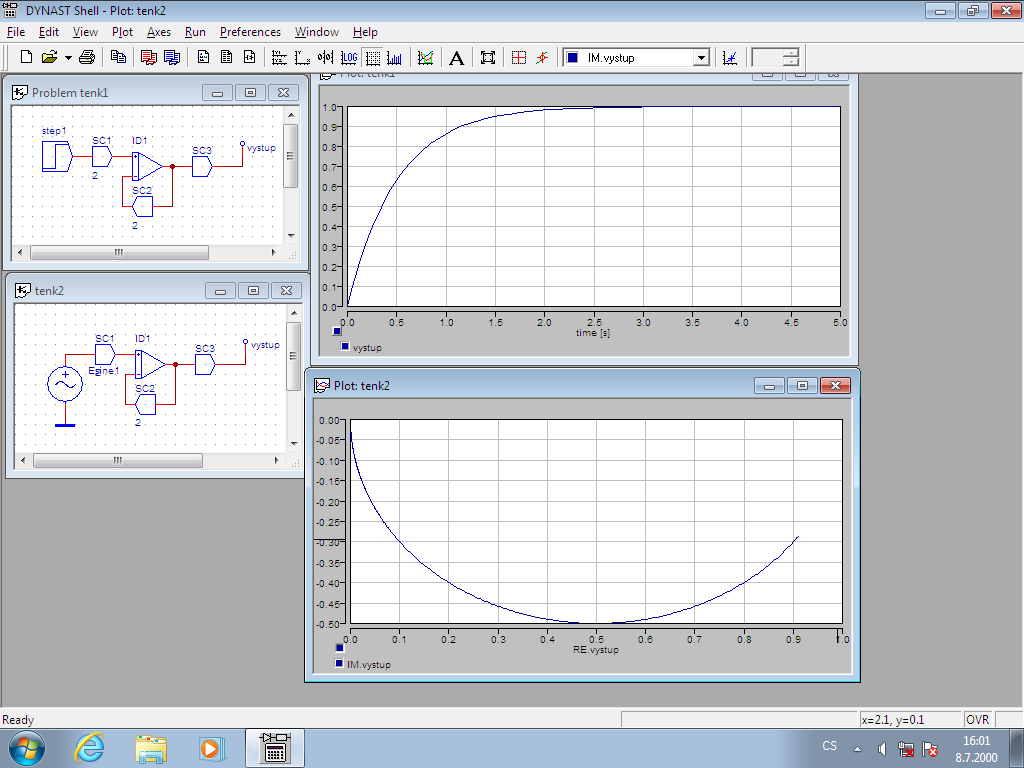 DYNAST Shell - Plot: tenk2
File Edit View Plot Axes Run Preferences Window Help
LOG A IM.vystup
Problem tenk1
step1
SC1
ID1
SC3
vystup
2
SC2
2
Plot: tenk1
1.0
0.9
0.8
0.7
0.6
0.5
0.4
0.3
0.2
0.1
0.0
0.0 0.5 1.0 1.5 2.0 2.5 3.0 3.5 4.0 4.5 5.0
time [s]
vystup
tenk2
SC1
ID1
SC3
vystup
Esine1
2
SC2
2
Plot: tenk2
0.00
-0.05
-0.10
-0.15
-0.20
-0.25
-0.30
-0.35
-0.40
-0.45
-0.50
0.0 0.1 0.2 0.3 0.4 0.5 0.6 0.7 0.8 0.9 1.0
RE.vystup
IM.vystup
Ready
x=2.1, y=0.1
OVR
CS
16:01
8.7.2000